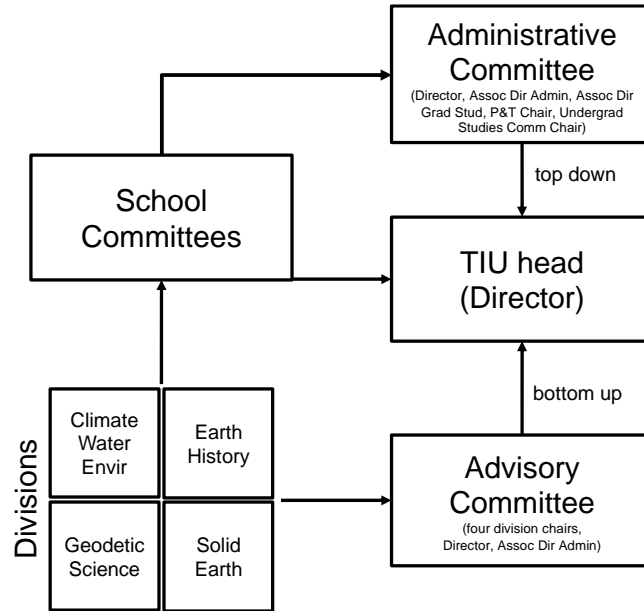 Administrative
Committee
(Director, Assoc Dir Admin, Assoc Dir
Grad Stud, P&T Chair, Undergrad
Studies Comm Chair)
top down
School
Committees
TIU head
(Director)
bottom up
Divisions
Climate
Water
Envir
Earth
History
Geodetic
Science
Solid
Earth
Advisory
Committee
(four division chairs,
Director, Assoc Dir Admin)